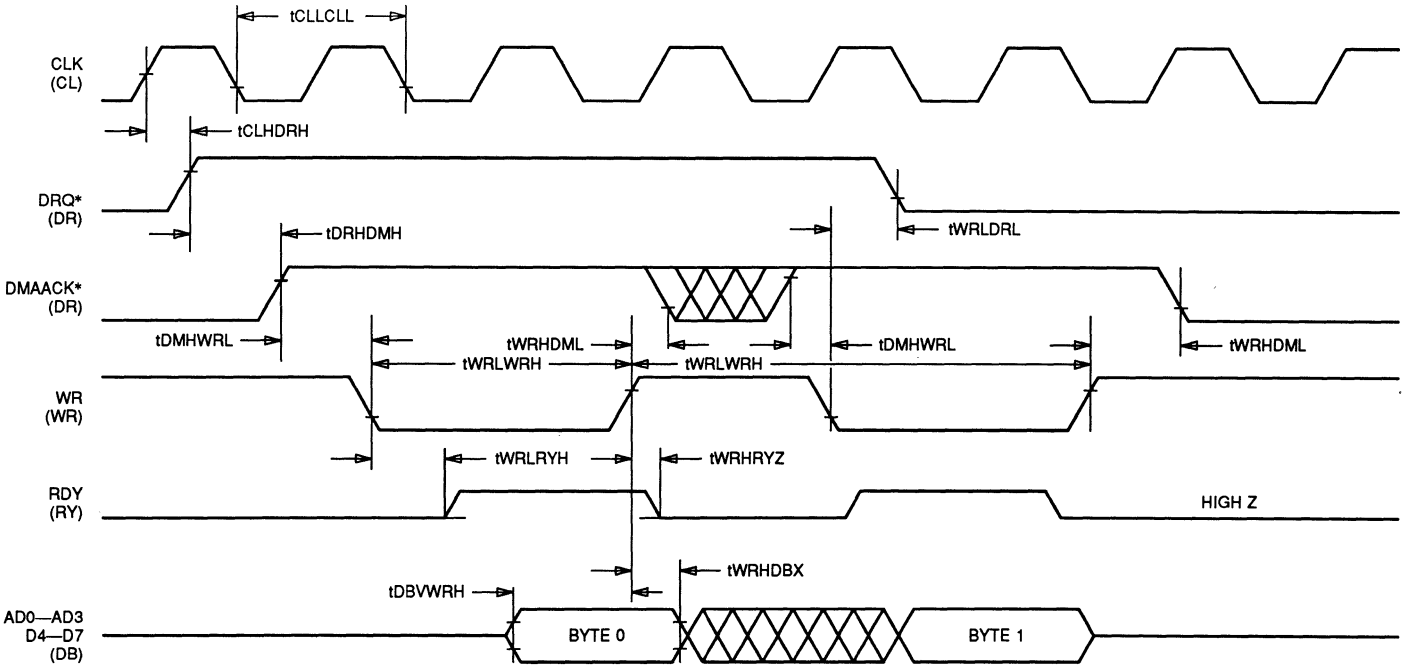 tCLLCLL
CLK
(CL)
tCLHDRH
DRQ*
(DR)
tDRHDMH
tWRLDRL
DMAACK*
(DR)
tDMHWRL
tWRHDML
tDMHWRL
tWRHDML
tWRLWRH
tWRLWRH
WR
(WR)
tWRLRYH
tWRHRYZ
RDY
(RY)
HIGH Z
tWRHDBX
tDBVWRH
AD0—AD3
D4—D7
(DB)
BYTE 0
BYTE 1